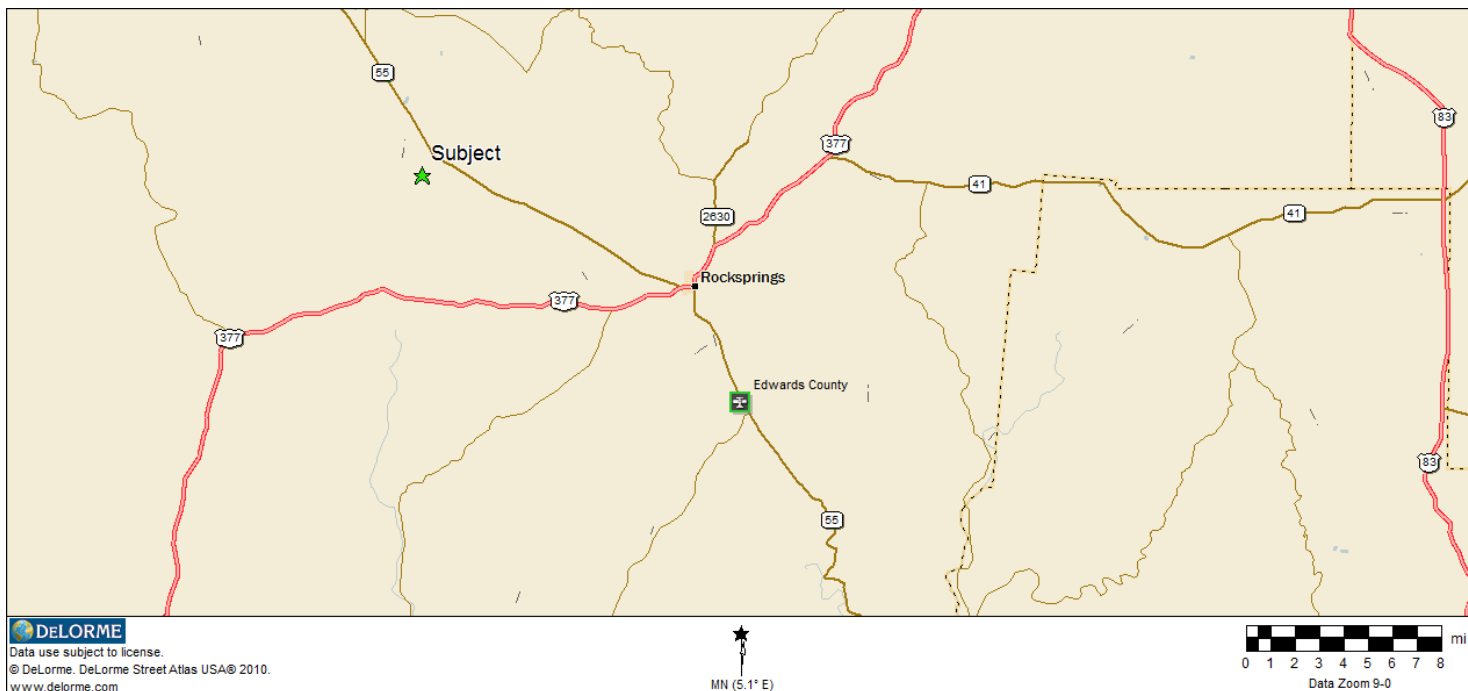 55
377
83
Subject
41
2630
41
Rocksprings
377
377
Edwards County
83
55
DELORME
Data use subject to license.
© DeLorme. DeLorme Street Atlas USA® 2010.
www.delorme.com
MN (5.1° E)
mi
0 1 2 3 4 5 6 7 8
Data Zoom 9-0